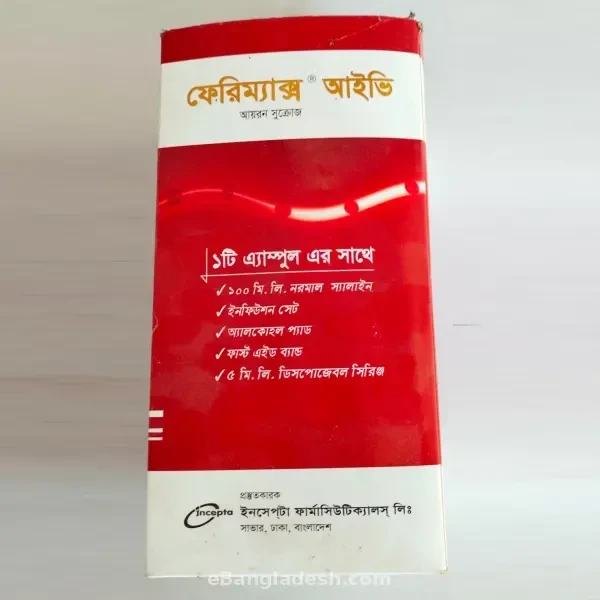 ফেরিম্যাক্স ® আইভি
আয়রন সুক্রোজ
১টি এ্যাম্পুল এর সাথে
✓ ১০০ মি. লি. নরমাল স্যালাইন
✓ ইনফিউশন সেট
✓ অ্যালকোহল প্যাড
✓ ফার্স্ট এইড ব্যান্ড
✓ ৫ মি. লি. ডিসপোজেবল সিরিঞ্জ
প্রস্তুতকারক
incepta ইনসেপ্‌টা ফার্মাসিউটিক্যালস্ লিঃ
সাভার, ঢাকা, বাংলাদেশ
eBangladesh.com